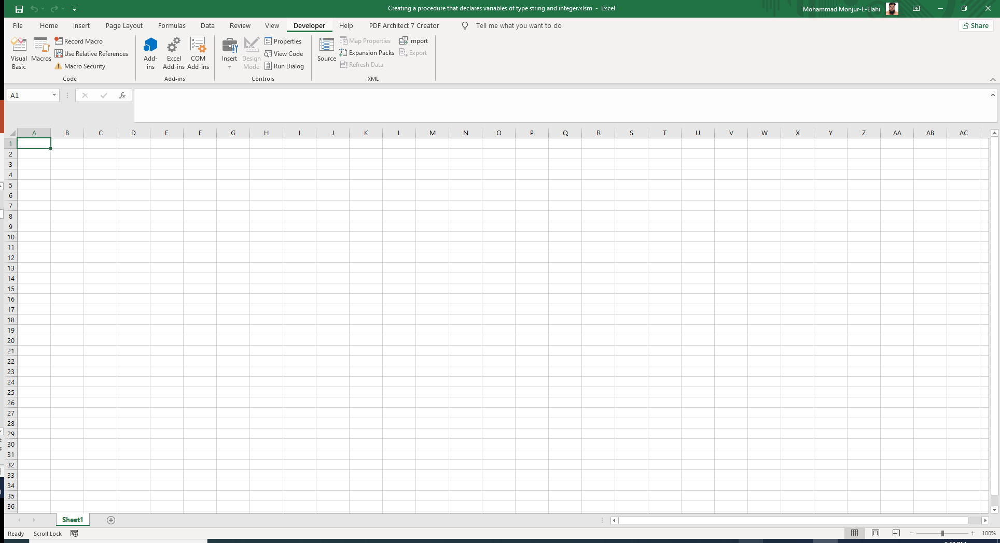 Creating a procedure that declares variables of type string and integer.xlsm - Excel
Mohammad Monjur-E-Elahi
File Home Insert Page Layout Formulas Data Review View Developer Help PDF Architect 7 Creator Tell me what you want to do Share
Visual Basic
Macros
Record Macro
Use Relative References
Macro Security
Code
Add-ins
Excel Add-ins
COM Add-ins
Add-ins
Insert
Design Mode
Properties
View Code
Run Dialog
Controls
Source
Map Properties
Expansion Packs
Refresh Data
Import
Export
XML
A1
fx
A B C D E F G H I J K L M N O P Q R S T U V W X Y Z AA AB AC
1
2
3
4
5
6
7
8
9
10
11
12
13
14
15
16
17
18
19
20
21
22
23
24
25
26
27
28
29
30
31
32
33
34
35
36
Sheet1
Ready Scroll Lock 100%